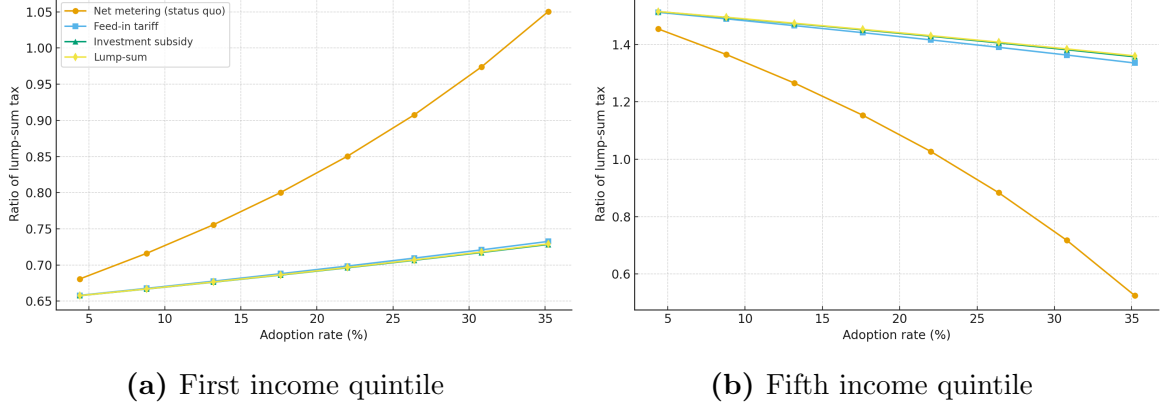 1.05
1.00
0.95
0.90
0.85
0.80
0.75
0.70
0.65
Ratio of lump-sum tax
Net metering (status quo)
Feed-in tariff
Investment subsidy
Lump-sum
5 10 15 20 25 30 35
Adoption rate (%)
(a) First income quintile
1.4
1.2
1.0
0.8
0.6
Ratio of lump-sum tax
5 10 15 20 25 30 35
Adoption rate (%)
(b) Fifth income quintile